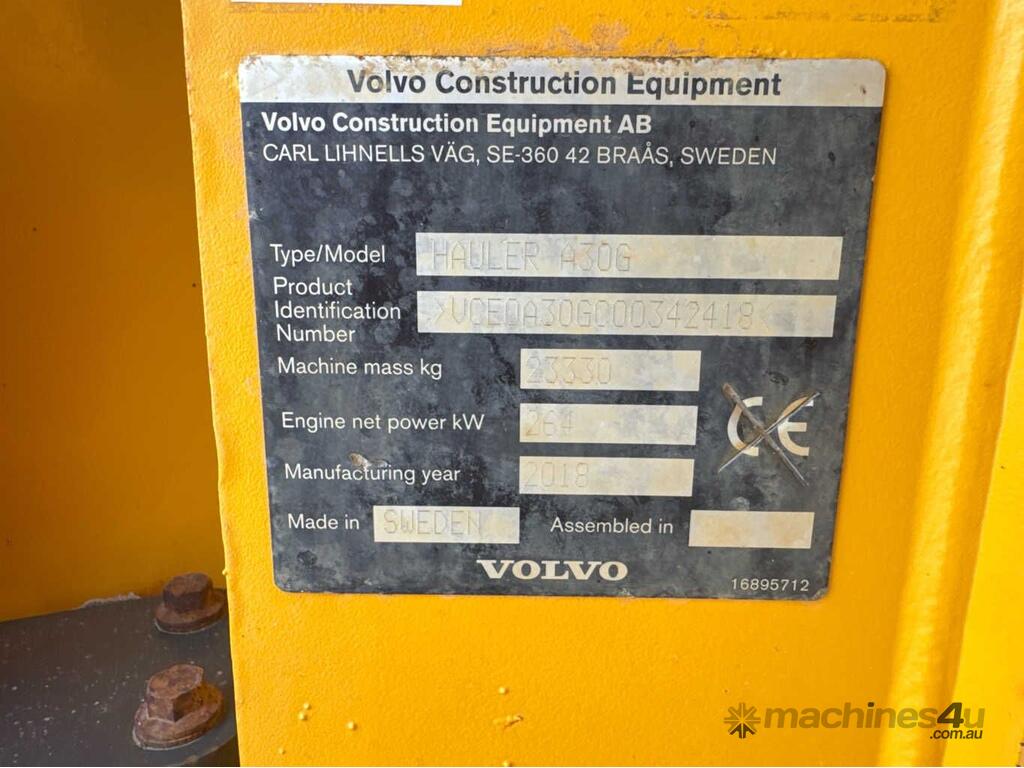 Volvo Construction Equipment
Volvo Construction Equipment AB
CARL LIHNELLS VÄG, SE-360 42 BRAÅS, SWEDEN
Type/Model HAULER A30G
Product Identification Number >VCE0A30GC00342418<
Machine mass kg 23330
Engine net power kW 264
CE
Manufacturing year 2018
Made in SWEDEN Assembled in
VOLVO
16895712
machines4u
.com.au